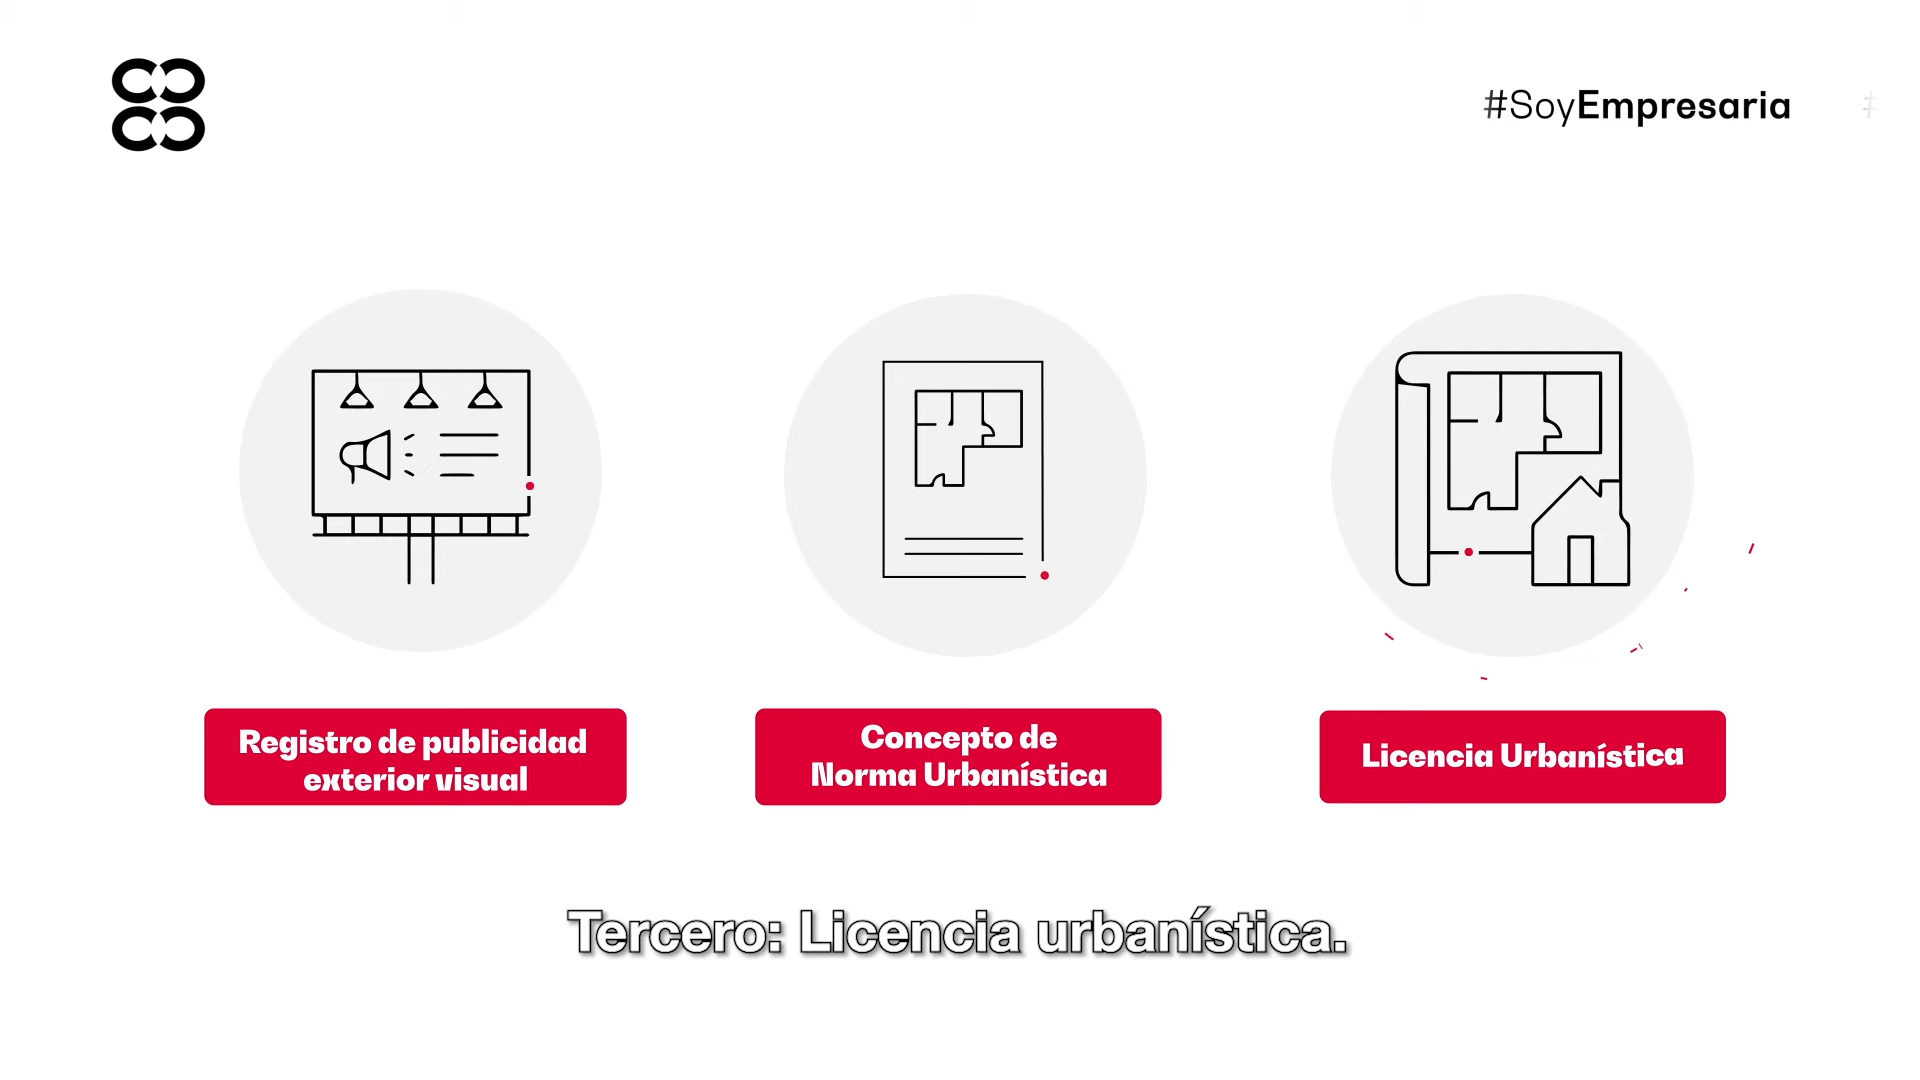 #SoyEmpresaria
Registro de publicidad
exterior visual
Concepto de
Norma Urbanística
Licencia Urbanística
Tercero: Licencia urbanística.